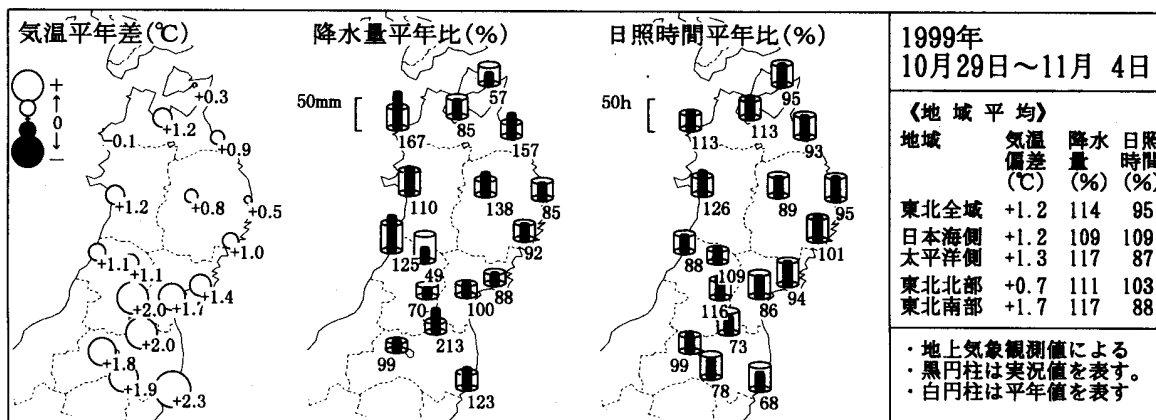 気温平年差(℃)
+
↑
0
↓
−
+0.3
+1.2
-0.1
+0.9
+1.2
+0.8
+0.5
+1.0
+1.1
+1.1
+1.4
+2.0
+1.7
+2.0
+1.8
+1.9
+2.3
降水量平年比(%)
50mm
57
85
167
157
110
138
85
92
125
49
88
70
100
213
99
123
日照時間平年比(%)
50h
95
113
113
93
126
89
95
101
88
109
94
116
86
73
99
78
68
1999年
10月29日～11月 4日
《地 域 平 均》
地域 気温 降水 日照
偏差 量 時間
(℃) (%) (%)
東北全域 +1.2 114 95
日本海側 +1.2 109 109
太平洋側 +1.3 117 87
東北北部 +0.7 111 103
東北南部 +1.7 117 88
・地上気象観測値による
・黒円柱は実況値を表す。
・白円柱は平年値を表す